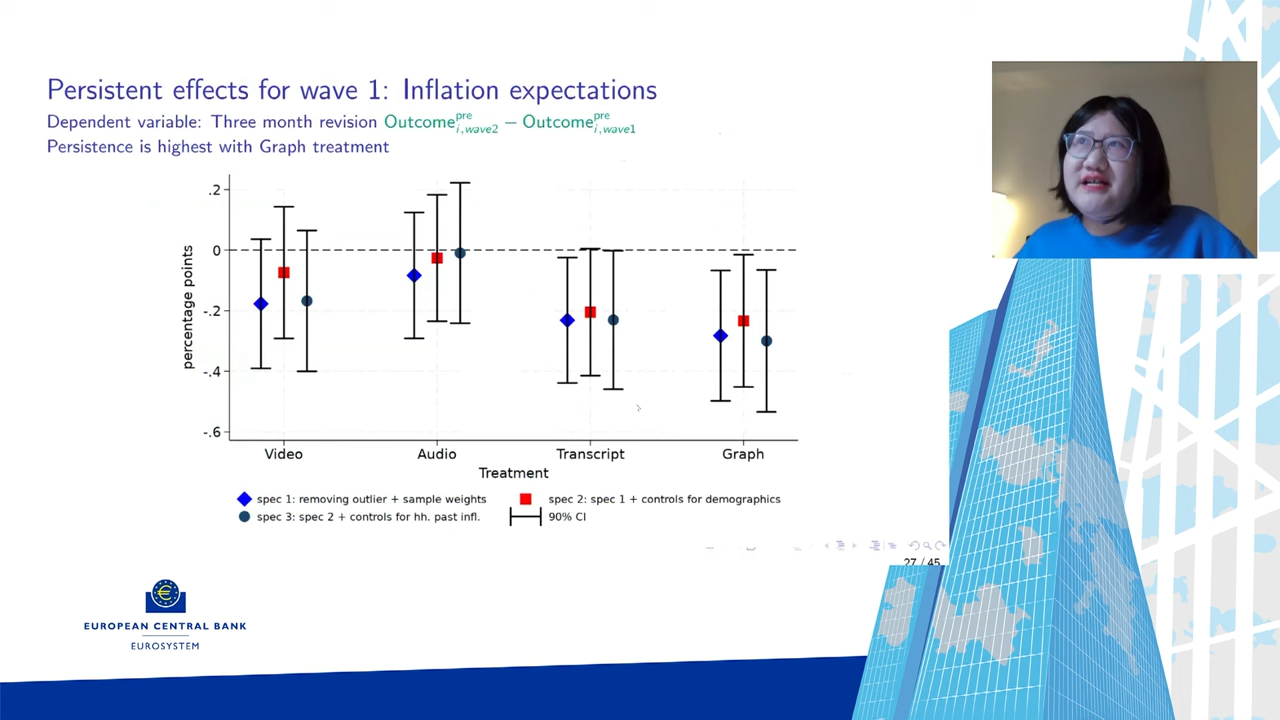 Persistent effects for wave 1: Inflation expectations
Dependent variable: Three month revision Outcome^pre_i,wave2 − Outcome^pre_i,wave1
Persistence is highest with Graph treatment
percentage points
.2
0
-.2
-.4
-.6
Video Audio Transcript Graph
Treatment
spec 1: removing outlier + sample weights spec 2: spec 1 + controls for demographics
spec 3: spec 2 + controls for hh. past infl. 90% CI
27 / 45
EUROPEAN CENTRAL BANK
EUROSYSTEM